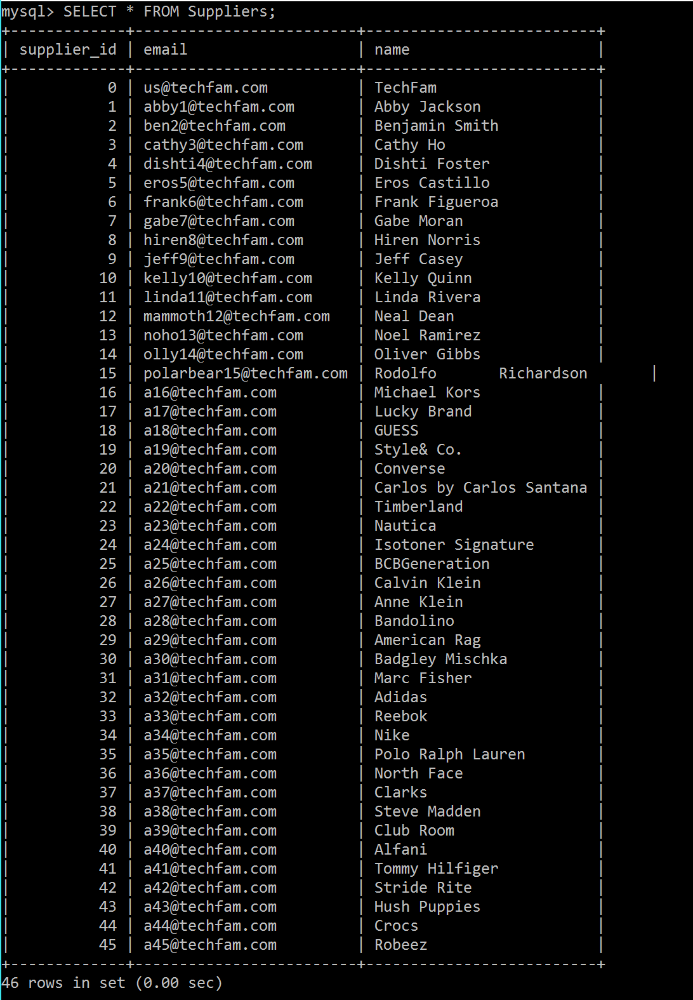 mysql> SELECT * FROM Suppliers;
+-------------+-------------------------+--------------------------+
| supplier_id | email                   | name                     |
+-------------+-------------------------+--------------------------+
|           0 | us@techfam.com          | TechFam                  |
|           1 | abby1@techfam.com       | Abby Jackson             |
|           2 | ben2@techfam.com        | Benjamin Smith           |
|           3 | cathy3@techfam.com      | Cathy Ho                 |
|           4 | dishti4@techfam.com     | Dishti Foster            |
|           5 | eros5@techfam.com       | Eros Castillo            |
|           6 | frank6@techfam.com      | Frank Figueroa           |
|           7 | gabe7@techfam.com       | Gabe Moran               |
|           8 | hiren8@techfam.com      | Hiren Norris             |
|           9 | jeff9@techfam.com       | Jeff Casey               |
|          10 | kelly10@techfam.com     | Kelly Quinn              |
|          11 | linda11@techfam.com     | Linda Rivera             |
|          12 | mammoth12@techfam.com   | Neal Dean                |
|          13 | noho13@techfam.com      | Noel Ramirez             |
|          14 | olly14@techfam.com      | Oliver Gibbs             |
|          15 | polarbear15@techfam.com | Rodolfo       Richardson       |
|          16 | a16@techfam.com         | Michael Kors             |
|          17 | a17@techfam.com         | Lucky Brand              |
|          18 | a18@techfam.com         | GUESS                    |
|          19 | a19@techfam.com         | Style& Co.               |
|          20 | a20@techfam.com         | Converse                 |
|          21 | a21@techfam.com         | Carlos by Carlos Santana |
|          22 | a22@techfam.com         | Timberland               |
|          23 | a23@techfam.com         | Nautica                  |
|          24 | a24@techfam.com         | Isotoner Signature       |
|          25 | a25@techfam.com         | BCBGeneration            |
|          26 | a26@techfam.com         | Calvin Klein             |
|          27 | a27@techfam.com         | Anne Klein               |
|          28 | a28@techfam.com         | Bandolino                |
|          29 | a29@techfam.com         | American Rag             |
|          30 | a30@techfam.com         | Badgley Mischka          |
|          31 | a31@techfam.com         | Marc Fisher              |
|          32 | a32@techfam.com         | Adidas                   |
|          33 | a33@techfam.com         | Reebok                   |
|          34 | a34@techfam.com         | Nike                     |
|          35 | a35@techfam.com         | Polo Ralph Lauren        |
|          36 | a36@techfam.com         | North Face               |
|          37 | a37@techfam.com         | Clarks                   |
|          38 | a38@techfam.com         | Steve Madden             |
|          39 | a39@techfam.com         | Club Room                |
|          40 | a40@techfam.com         | Alfani                   |
|          41 | a41@techfam.com         | Tommy Hilfiger           |
|          42 | a42@techfam.com         | Stride Rite              |
|          43 | a43@techfam.com         | Hush Puppies             |
|          44 | a44@techfam.com         | Crocs                    |
|          45 | a45@techfam.com         | Robeez                   |
+-------------+-------------------------+--------------------------+
46 rows in set (0.00 sec)